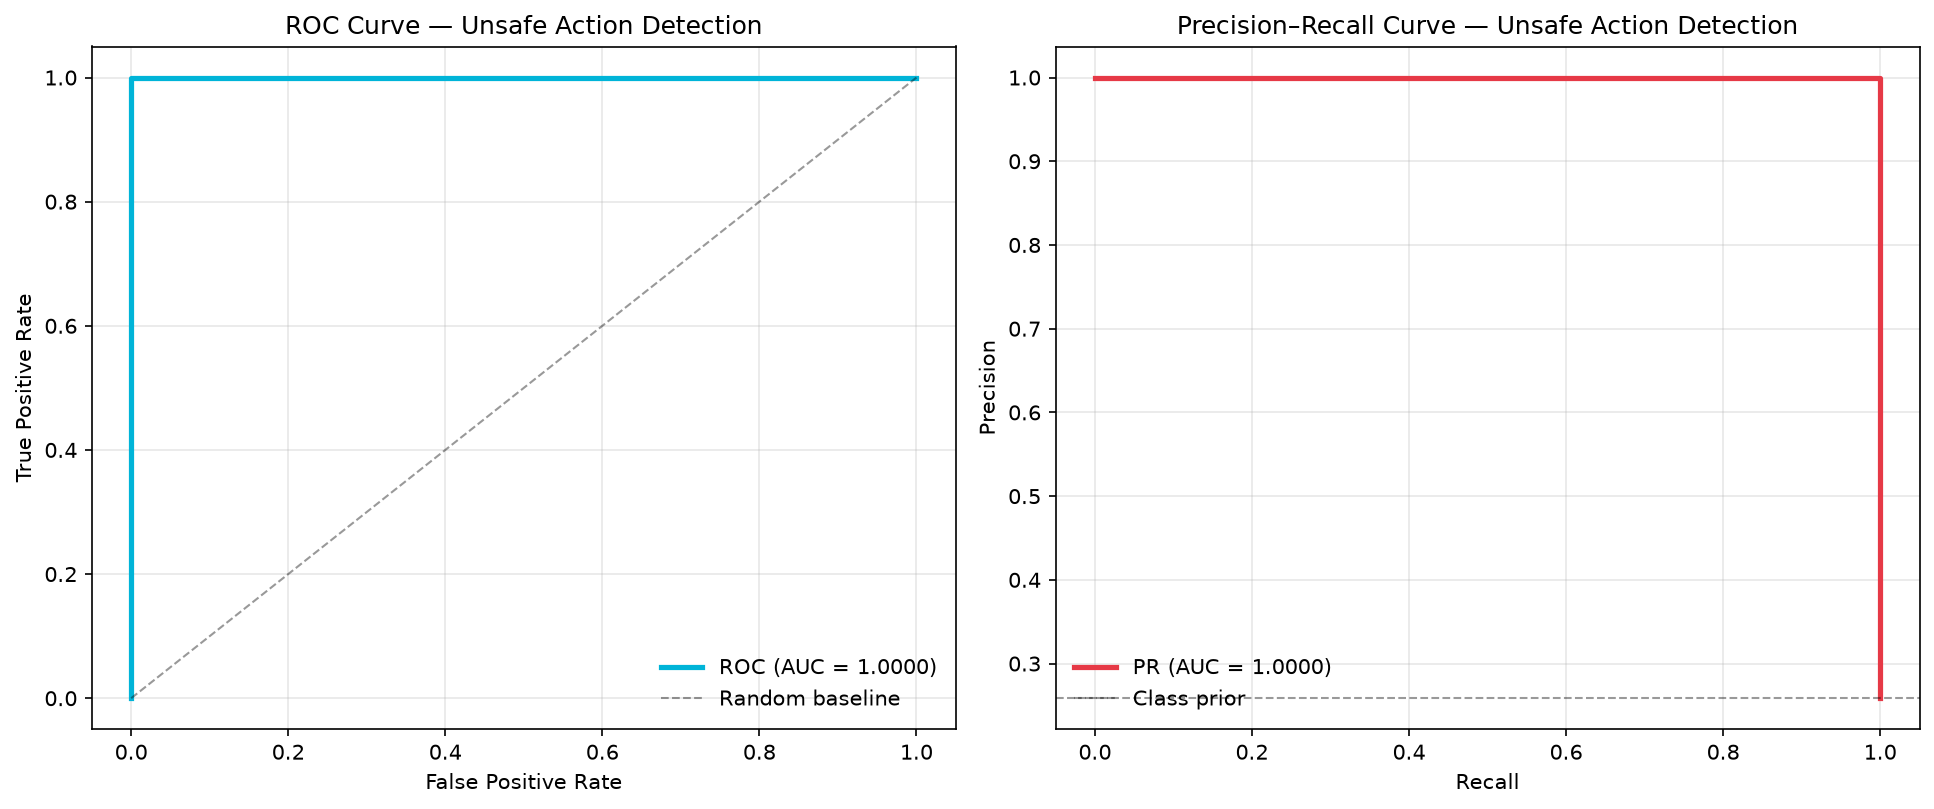 ROC Curve — Unsafe Action Detection
True Positive Rate
1.0
0.8
0.6
0.4
0.2
0.0
ROC (AUC = 1.0000)
Random baseline
0.0 0.2 0.4 0.6 0.8 1.0
False Positive Rate
Precision–Recall Curve — Unsafe Action Detection
Precision
1.0
0.9
0.8
0.7
0.6
0.5
0.4
0.3
PR (AUC = 1.0000)
Class prior
0.0 0.2 0.4 0.6 0.8 1.0
Recall